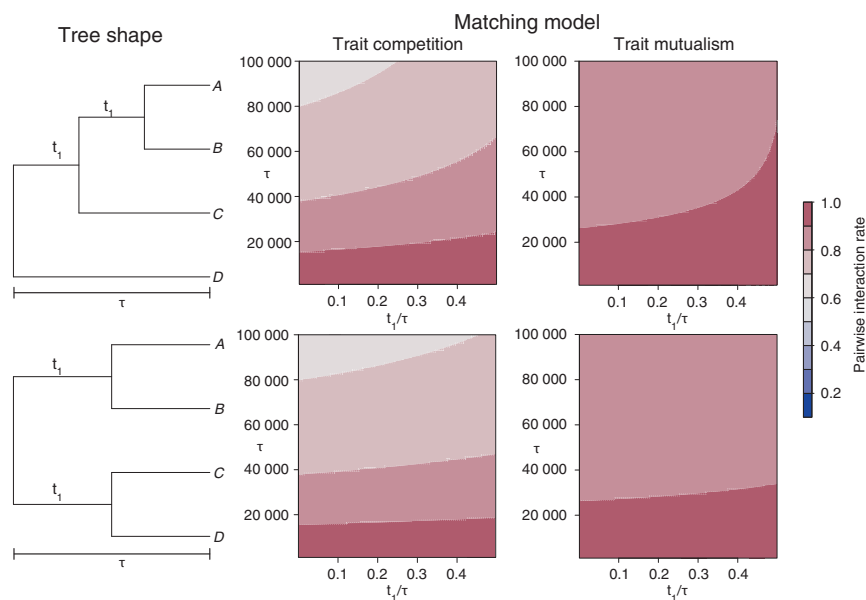 Matching model
Tree shape
Trait competition
Trait mutualism
t1
t1
A
B
C
D
τ
100 000
80 000
60 000
τ
40 000
20 000
0.1 0.2 0.3 0.4
t1/τ
100 000
80 000
60 000
τ
40 000
20 000
0.1 0.2 0.3 0.4
t1/τ
1.0
0.8
0.6
0.4
0.2
Pairwise interaction rate
t1
t1
A
B
C
D
τ
100 000
80 000
60 000
τ
40 000
20 000
0.1 0.2 0.3 0.4
t1/τ
100 000
80 000
60 000
τ
40 000
20 000
0.1 0.2 0.3 0.4
t1/τ